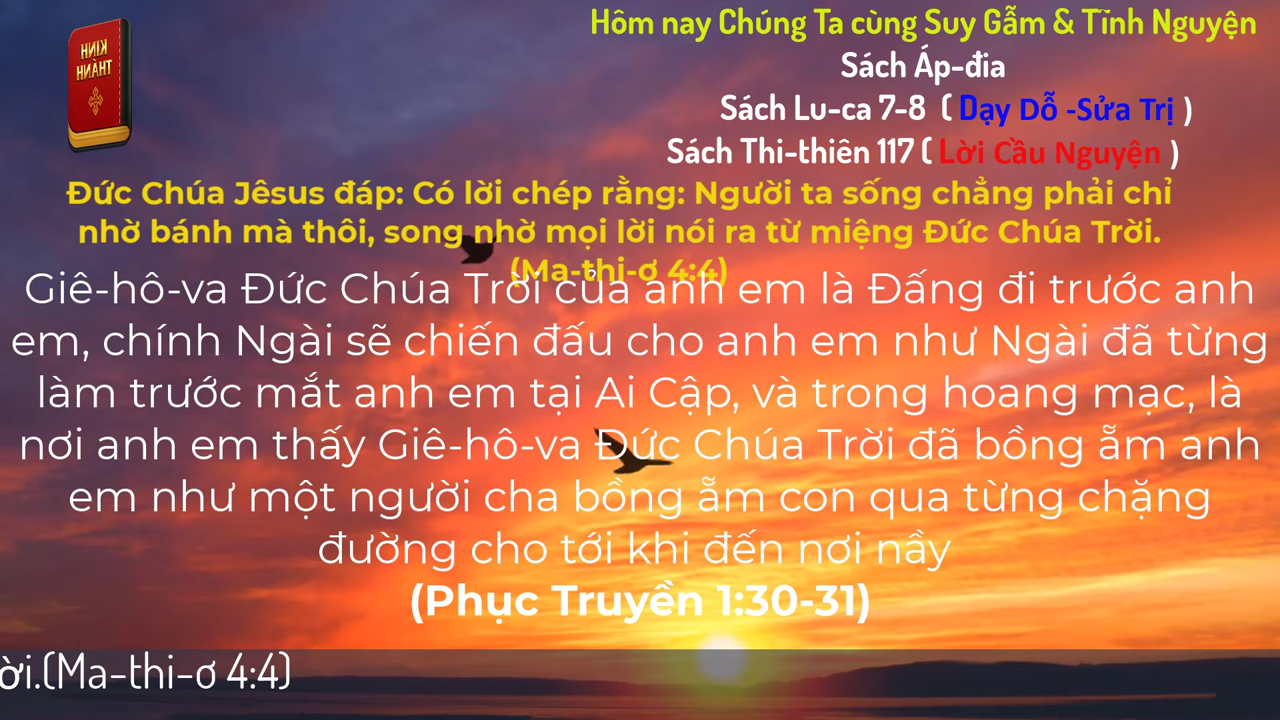 KINH
THÁNH
Hôm nay Chúng Ta cùng Suy Gẫm & Tĩnh Nguyện
Sách Áp-đia
Sách Lu-ca 7-8 ( Dạy Dỗ -Sửa Trị )
Sách Thi-thiên 117 ( Lời Cầu Nguyện )
Đức Chúa Jêsus đáp: Có lời chép rằng: Người ta sống chẳng phải chỉ
nhờ bánh mà thôi, song nhờ mọi lời nói ra từ miệng Đức Chúa Trời.
(Ma-thi-ơ 4:4)
Giê-hô-va Đức Chúa Trời của anh em là Đấng đi trước anh
em, chính Ngài sẽ chiến đấu cho anh em như Ngài đã từng
làm trước mắt anh em tại Ai Cập, và trong hoang mạc, là
nơi anh em thấy Giê-hô-va Đức Chúa Trời đã bồng ẵm anh
em như một người cha bồng ẵm con qua từng chặng
đường cho tới khi đến nơi nầy
(Phục Truyền 1:30-31)
ời.(Ma-thi-ơ 4:4)